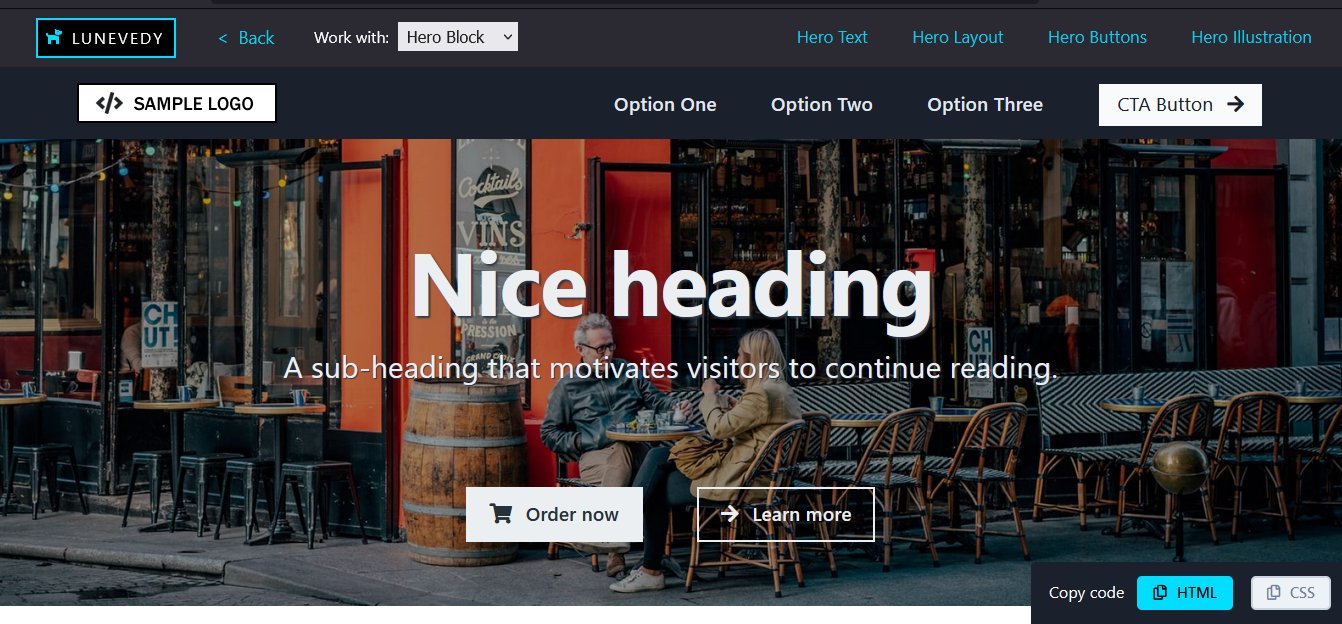 LUNEVEDY
< Back
Work with: Hero Block
Hero Text
Hero Layout
Hero Buttons
Hero Illustration
</> SAMPLE LOGO
Option One
Option Two
Option Three
CTA Button
Cocktails
VINS
PRESSION
CH
UT!
CH
Nice heading
A sub-heading that motivates visitors to continue reading.
Order now
Learn more
Copy code
HTML
CSS